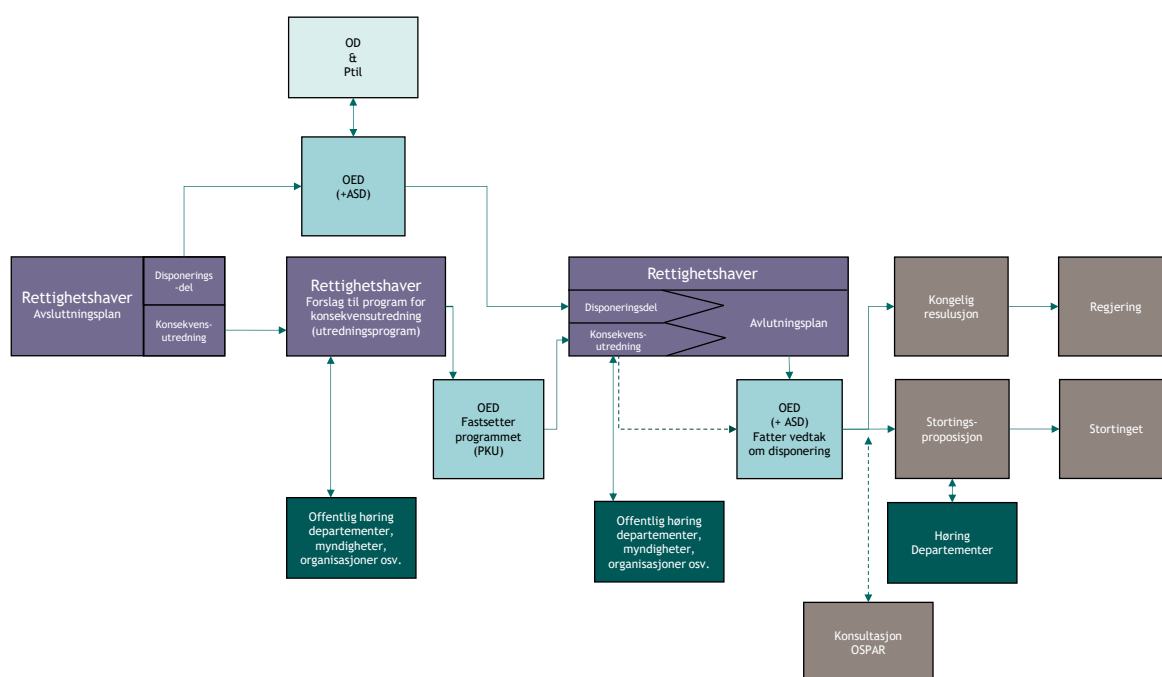 OD
&
Ptil
OED
(+ASD)
Rettighetshaver
Avsluttningsplan
Disponerings
-del
Konsekvens-
utredning
Rettighetshaver
Forslag til program for
konsekvensutredning
(utredningsprogram)
Rettighetshaver
Disponeringsdel
Konsekvens-
utredning
Avlutningsplan
Kongelig
resulusjon
Regjering
OED
Fastsetter
programmet
(PKU)
OED
(+ ASD)
Fatter vedtak
om disponering
Stortings-
proposisjon
Stortinget
Offentlig høring
departementer,
myndigheter,
organisasjoner osv.
Offentlig høring
departementer,
myndigheter,
organisasjoner osv.
Høring
Departementer
Konsultasjon
OSPAR